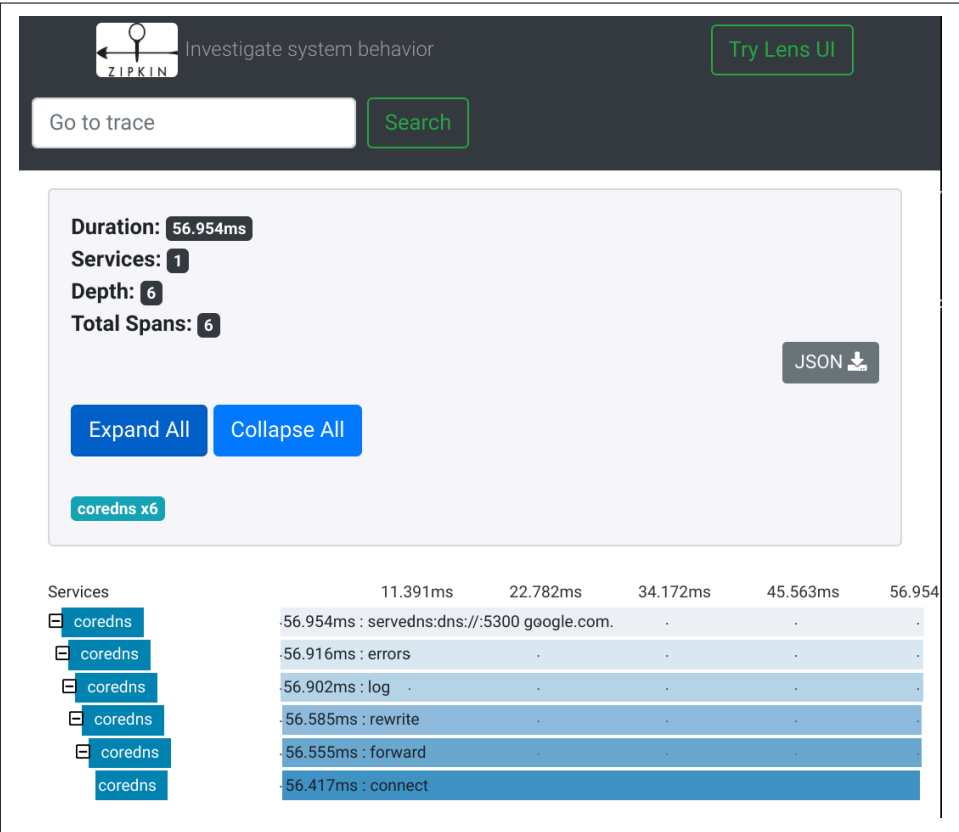 ZIPKIN
Investigate system behavior
Try Lens UI
Go to trace
Search
Duration: 56.954ms
Services: 1
Depth: 6
Total Spans: 6
JSON
Expand All
Collapse All
coredns x6
Services 11.391ms 22.782ms 34.172ms 45.563ms 56.954
coredns 56.954ms : servedns:dns://:5300 google.com.
coredns 56.916ms : errors
coredns 56.902ms : log
coredns 56.585ms : rewrite
coredns 56.555ms : forward
coredns 56.417ms : connect